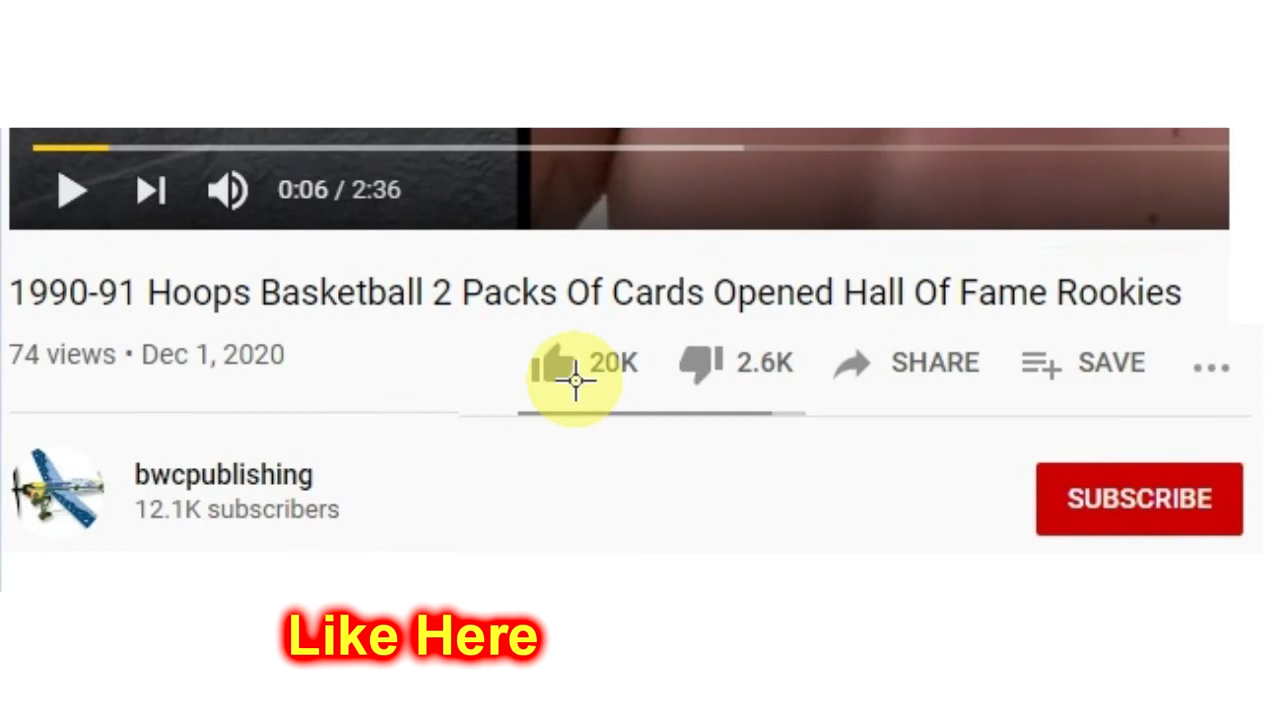 0:06 / 2:36
1990-91 Hoops Basketball 2 Packs Of Cards Opened Hall Of Fame Rookies
74 views • Dec 1, 2020
20K 2.6K SHARE SAVE
bwcpublishing
12.1K subscribers
SUBSCRIBE
Like Here